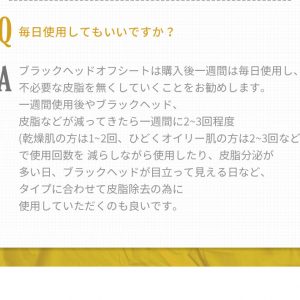 Q 毎日使用してもいいですか？
A ブラックヘッドオフシートは購入後一週間は毎日使用し、
不必要な皮脂を無くしていくことをお勧めします。
一週間使用後やブラックヘッド、
皮脂などが減ってきたら一週間に2~3回程度
(乾燥肌の方は1~2回、ひどくオイリー肌の方は2~3回など
で使用回数を 減らしながら使用したり、皮脂分泌が
多い日、ブラックヘッドが目立って見える日など、
タイプに合わせて皮脂除去の為に
使用していただくのも良いです。